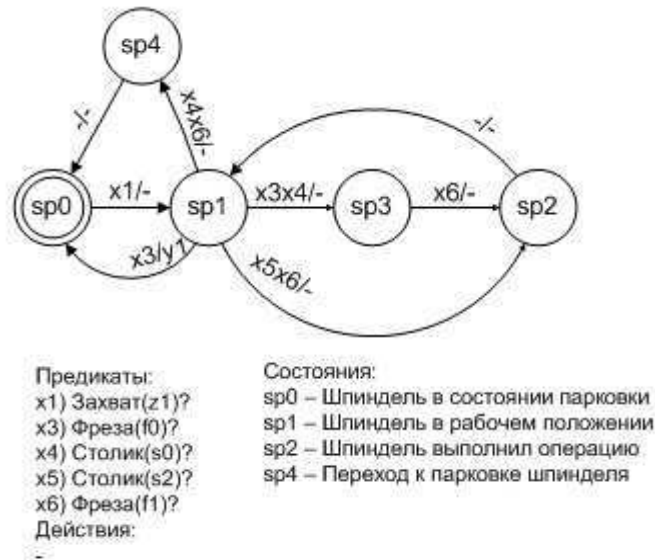 sp4
-/-
x4x6/-
-/-
sp0
x1/-
sp1
x3x4/-
sp3
x6/-
sp2
x3/y1
x5x6/-
Предикаты:
x1) Захват(z1)?
x3) Фреза(f0)?
x4) Столик(s0)?
x5) Столик(s2)?
x6) Фреза(f1)?
Действия:
-
Состояния:
sp0 – Шпиндель в состоянии парковки
sp1 – Шпиндель в рабочем положении
sp2 – Шпиндель выполнил операцию
sp4 – Переход к парковке шпинделя